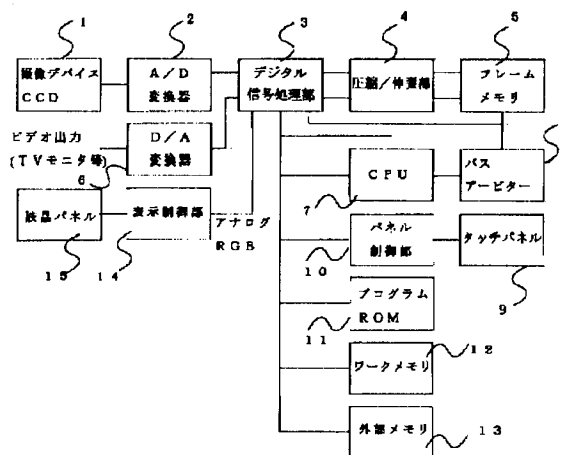 1
2
3
4
5
撮像デバイス
CCD
A/D
変換器
デジタル
信号処理部
圧縮/伸長部
フレーム
メモリ
ビデオ出力
(TVモニタ等)
6
D/A
変換器
CPU
7
バス
アービター
液晶パネル
15
表示制御部
14
アナログ
RGB
パネル
制御部
10
タッチパネル
9
プログラム
ROM
11
ワークメモリ
12
外部メモリ
13